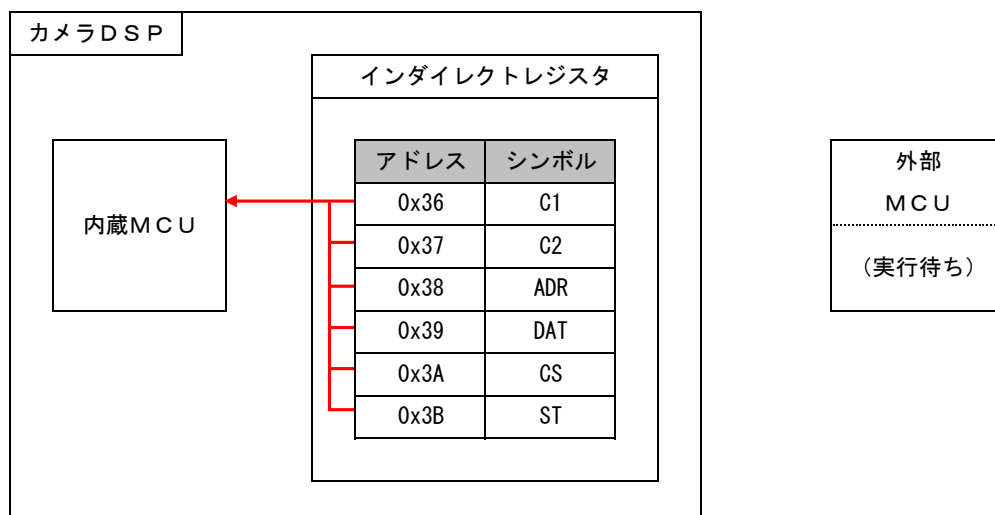 カメラＤＳＰ
インダイレクトレジスタ
アドレス シンボル
0x36 C1
0x37 C2
0x38 ADR
0x39 DAT
0x3A CS
0x3B ST
内蔵ＭＣＵ
外部
ＭＣＵ
（実行待ち）